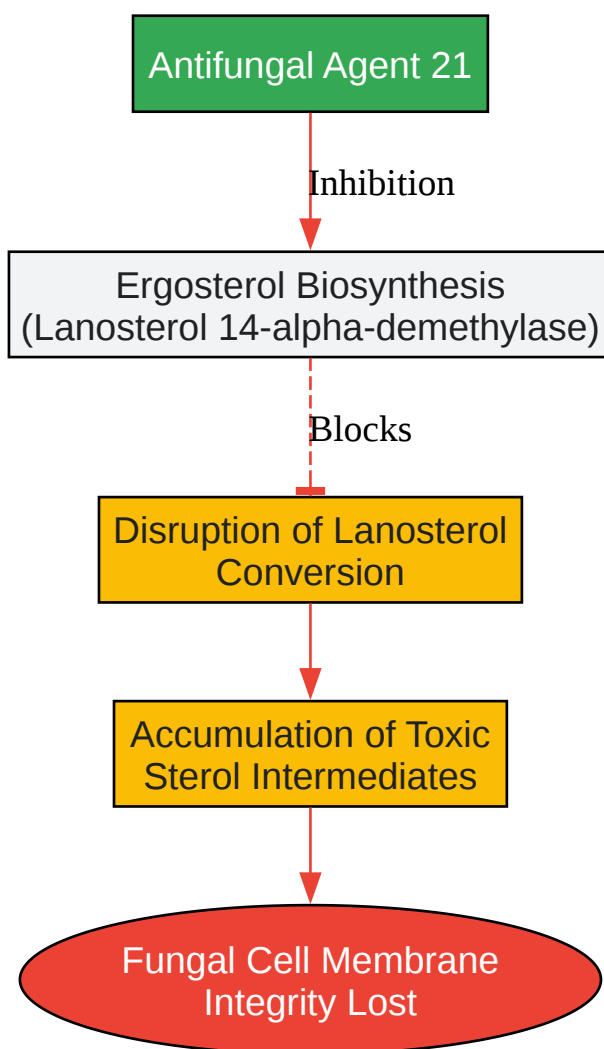 Antifungal Agent 21
Inhibition
Ergosterol Biosynthesis
(Lanosterol 14-alpha-demethylase)
Blocks
Disruption of Lanosterol
Conversion
Accumulation of Toxic
Sterol Intermediates
Fungal Cell Membrane
Integrity Lost